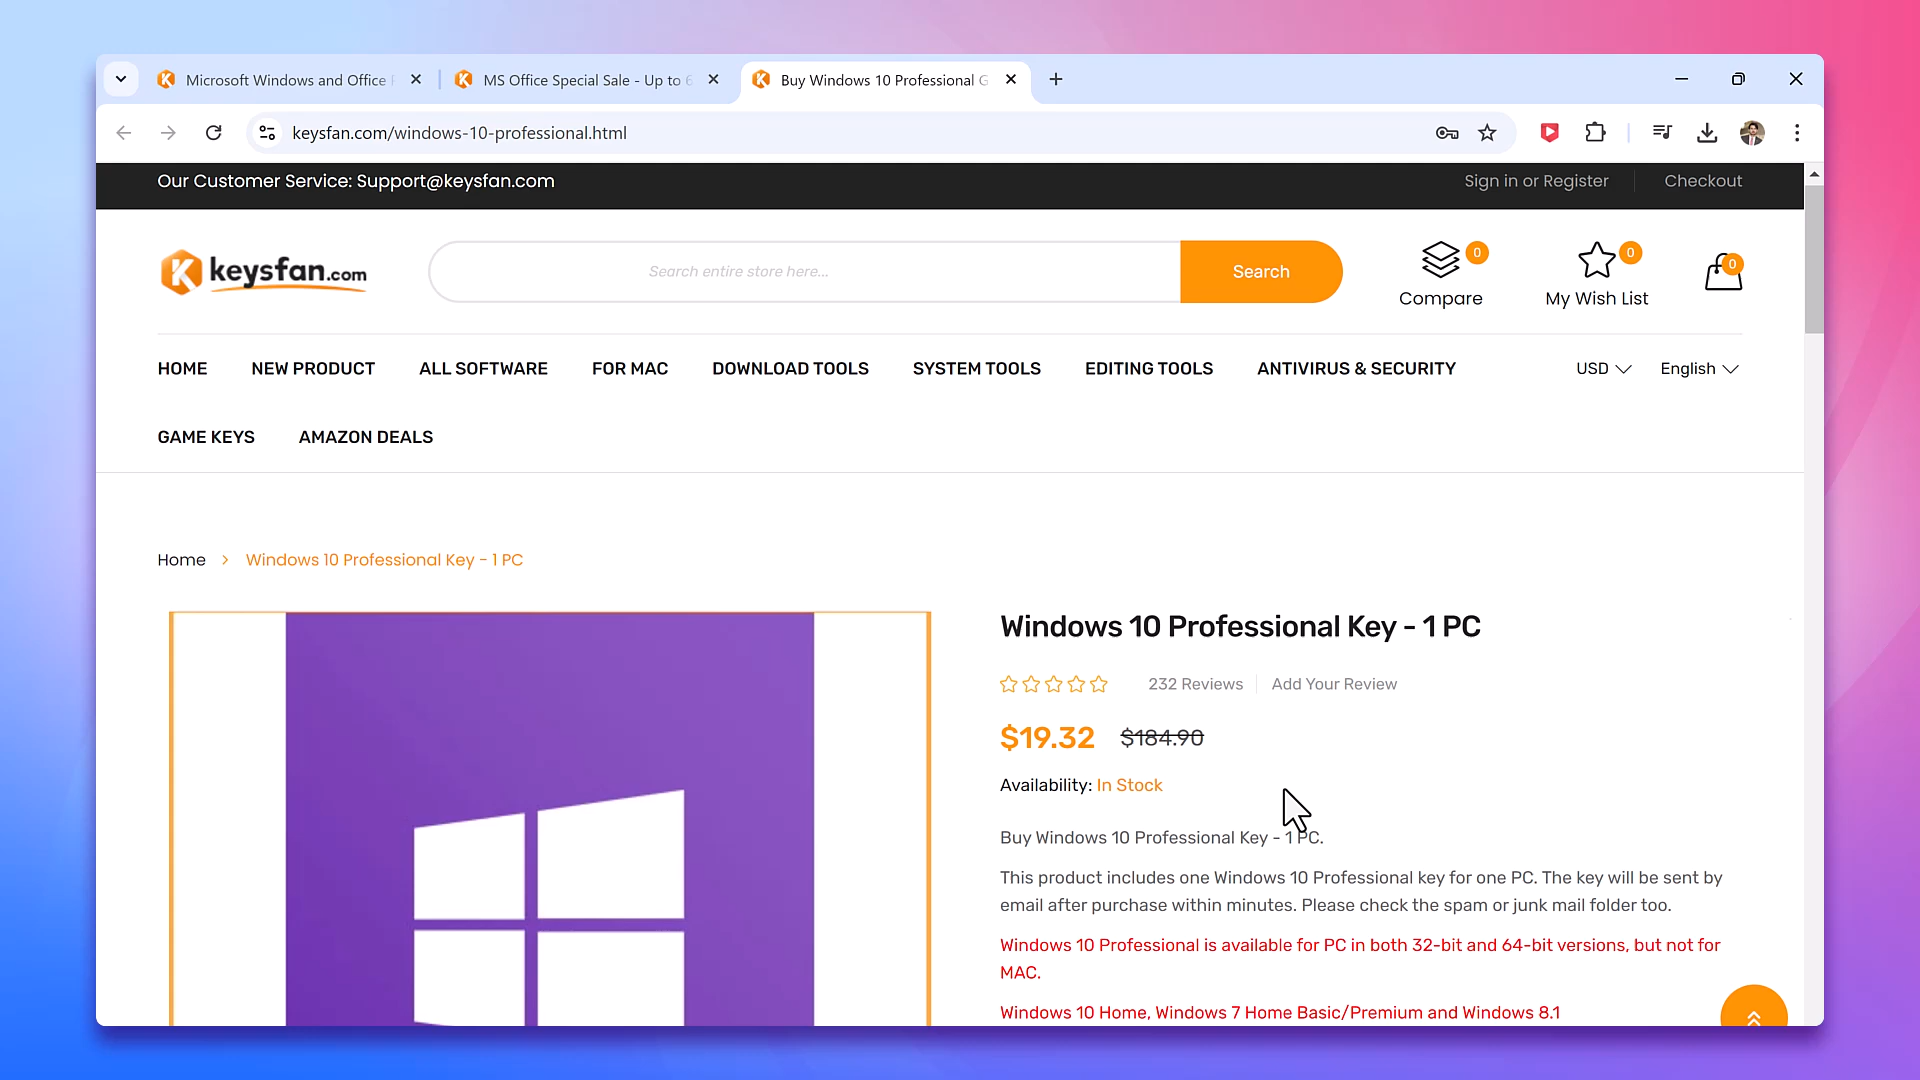 Microsoft Windows and Office
MS Office Special Sale - Up to 6
Buy Windows 10 Professional G
keysfan.com/windows-10-professional.html
Our Customer Service: Support@keysfan.com
Sign in or Register
Checkout
keysfan.com
Search entire store here...
Search
0
Compare
0
My Wish List
0
HOME
NEW PRODUCT
ALL SOFTWARE
FOR MAC
DOWNLOAD TOOLS
SYSTEM TOOLS
EDITING TOOLS
ANTIVIRUS & SECURITY
USD
English
GAME KEYS
AMAZON DEALS
Home > Windows 10 Professional Key - 1 PC
Windows 10 Professional Key - 1 PC
232 Reviews
Add Your Review
$19.32 $184.90
Availability: In Stock
Buy Windows 10 Professional Key - 1 PC.
This product includes one Windows 10 Professional key for one PC. The key will be sent by
email after purchase within minutes. Please check the spam or junk mail folder too.
Windows 10 Professional is available for PC in both 32-bit and 64-bit versions, but not for
MAC.
Windows 10 Home, Windows 7 Home Basic/Premium and Windows 8.1